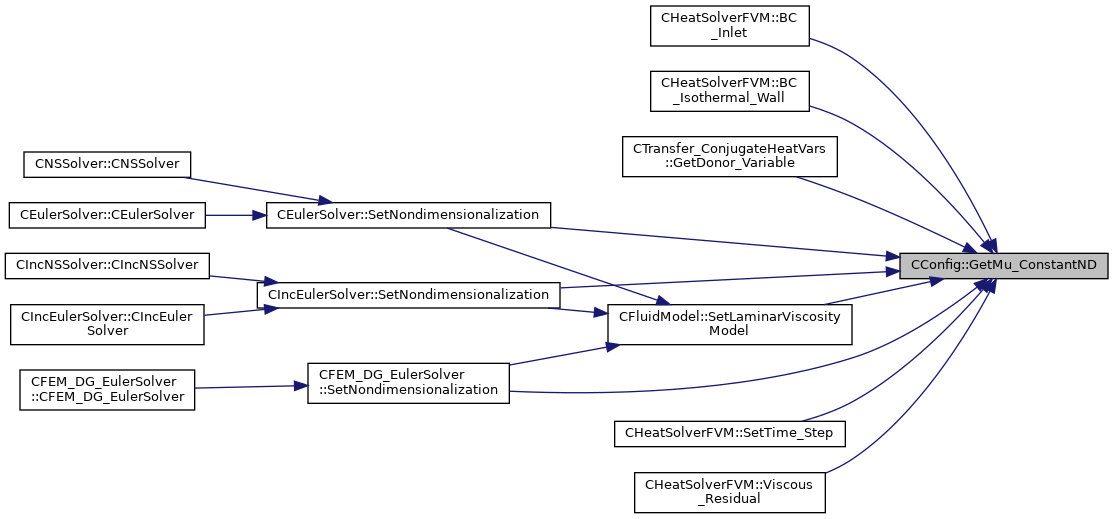 CHeatSolverFVM::BC
_Inlet
CHeatSolverFVM::BC
_Isothermal_Wall
CTransfer_ConjugateHeatVars
::GetDonor_Variable
CNSSolver::CNSSolver
CEulerSolver::CEulerSolver
CEulerSolver::SetNondimensionalization
CConfig::GetMu_ConstantND
CIncNSSolver::CIncNSSolver
CIncEulerSolver::SetNondimensionalization
CIncEulerSolver::CIncEuler
Solver
CFluidModel::SetLaminarViscosity
Model
CFEM_DG_EulerSolver
::CFEM_DG_EulerSolver
CFEM_DG_EulerSolver
::SetNondimensionalization
CHeatSolverFVM::SetTime_Step
CHeatSolverFVM::Viscous
_Residual